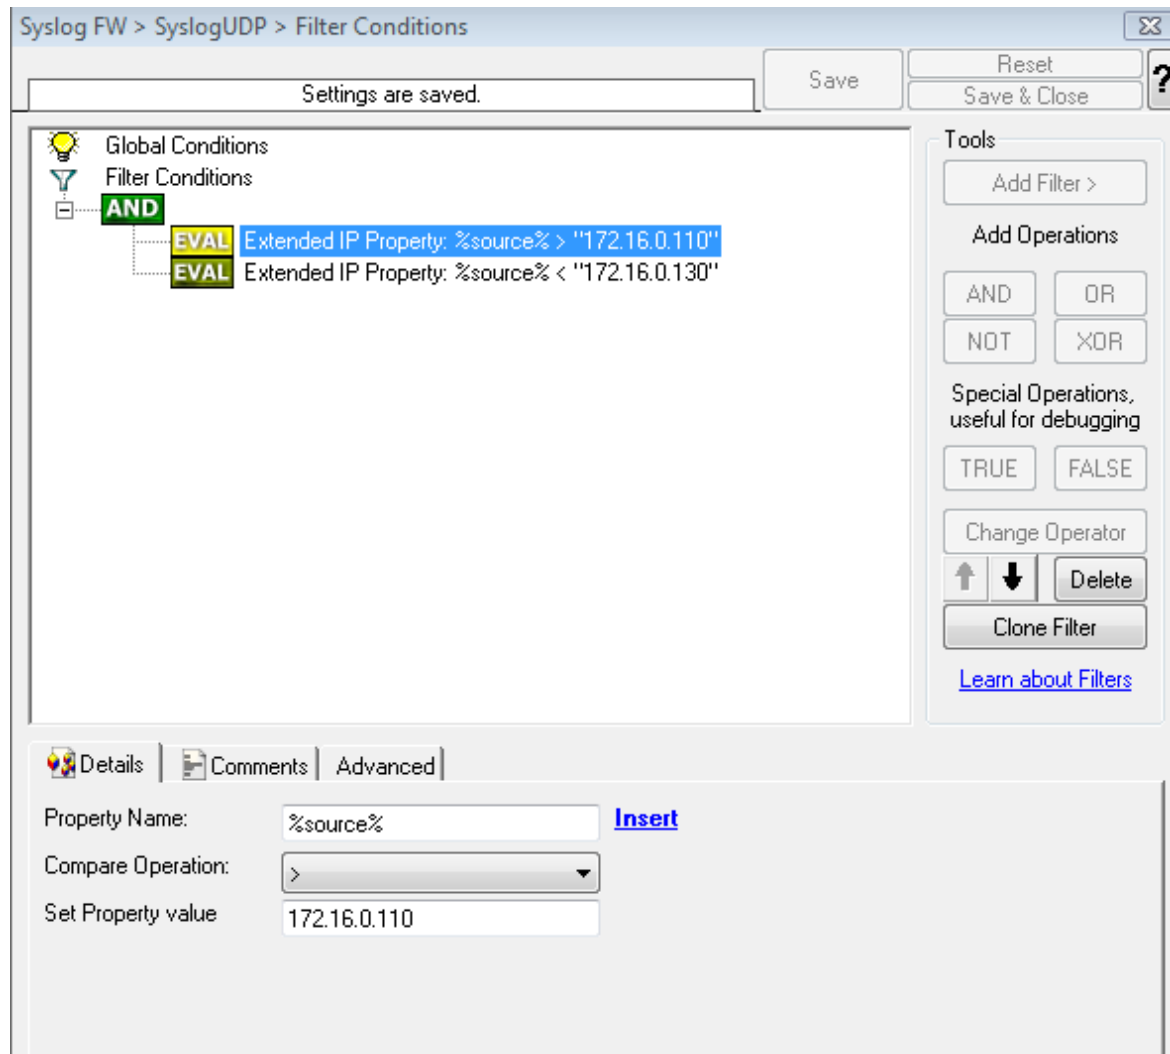 Syslog FW > SyslogUDP > Filter Conditions
Settings are saved.
Save
Reset
Save & Close
?
Global Conditions
Filter Conditions
AND
EVAL Extended IP Property: %source% > "172.16.0.110"
EVAL Extended IP Property: %source% < "172.16.0.130"
Tools
Add Filter >
Add Operations
AND OR
NOT XOR
Special Operations,
useful for debugging
TRUE FALSE
Change Operator
Delete
Clone Filter
Learn about Filters
Details Comments Advanced
Property Name: %source% Insert
Compare Operation: >
Set Property value 172.16.0.110